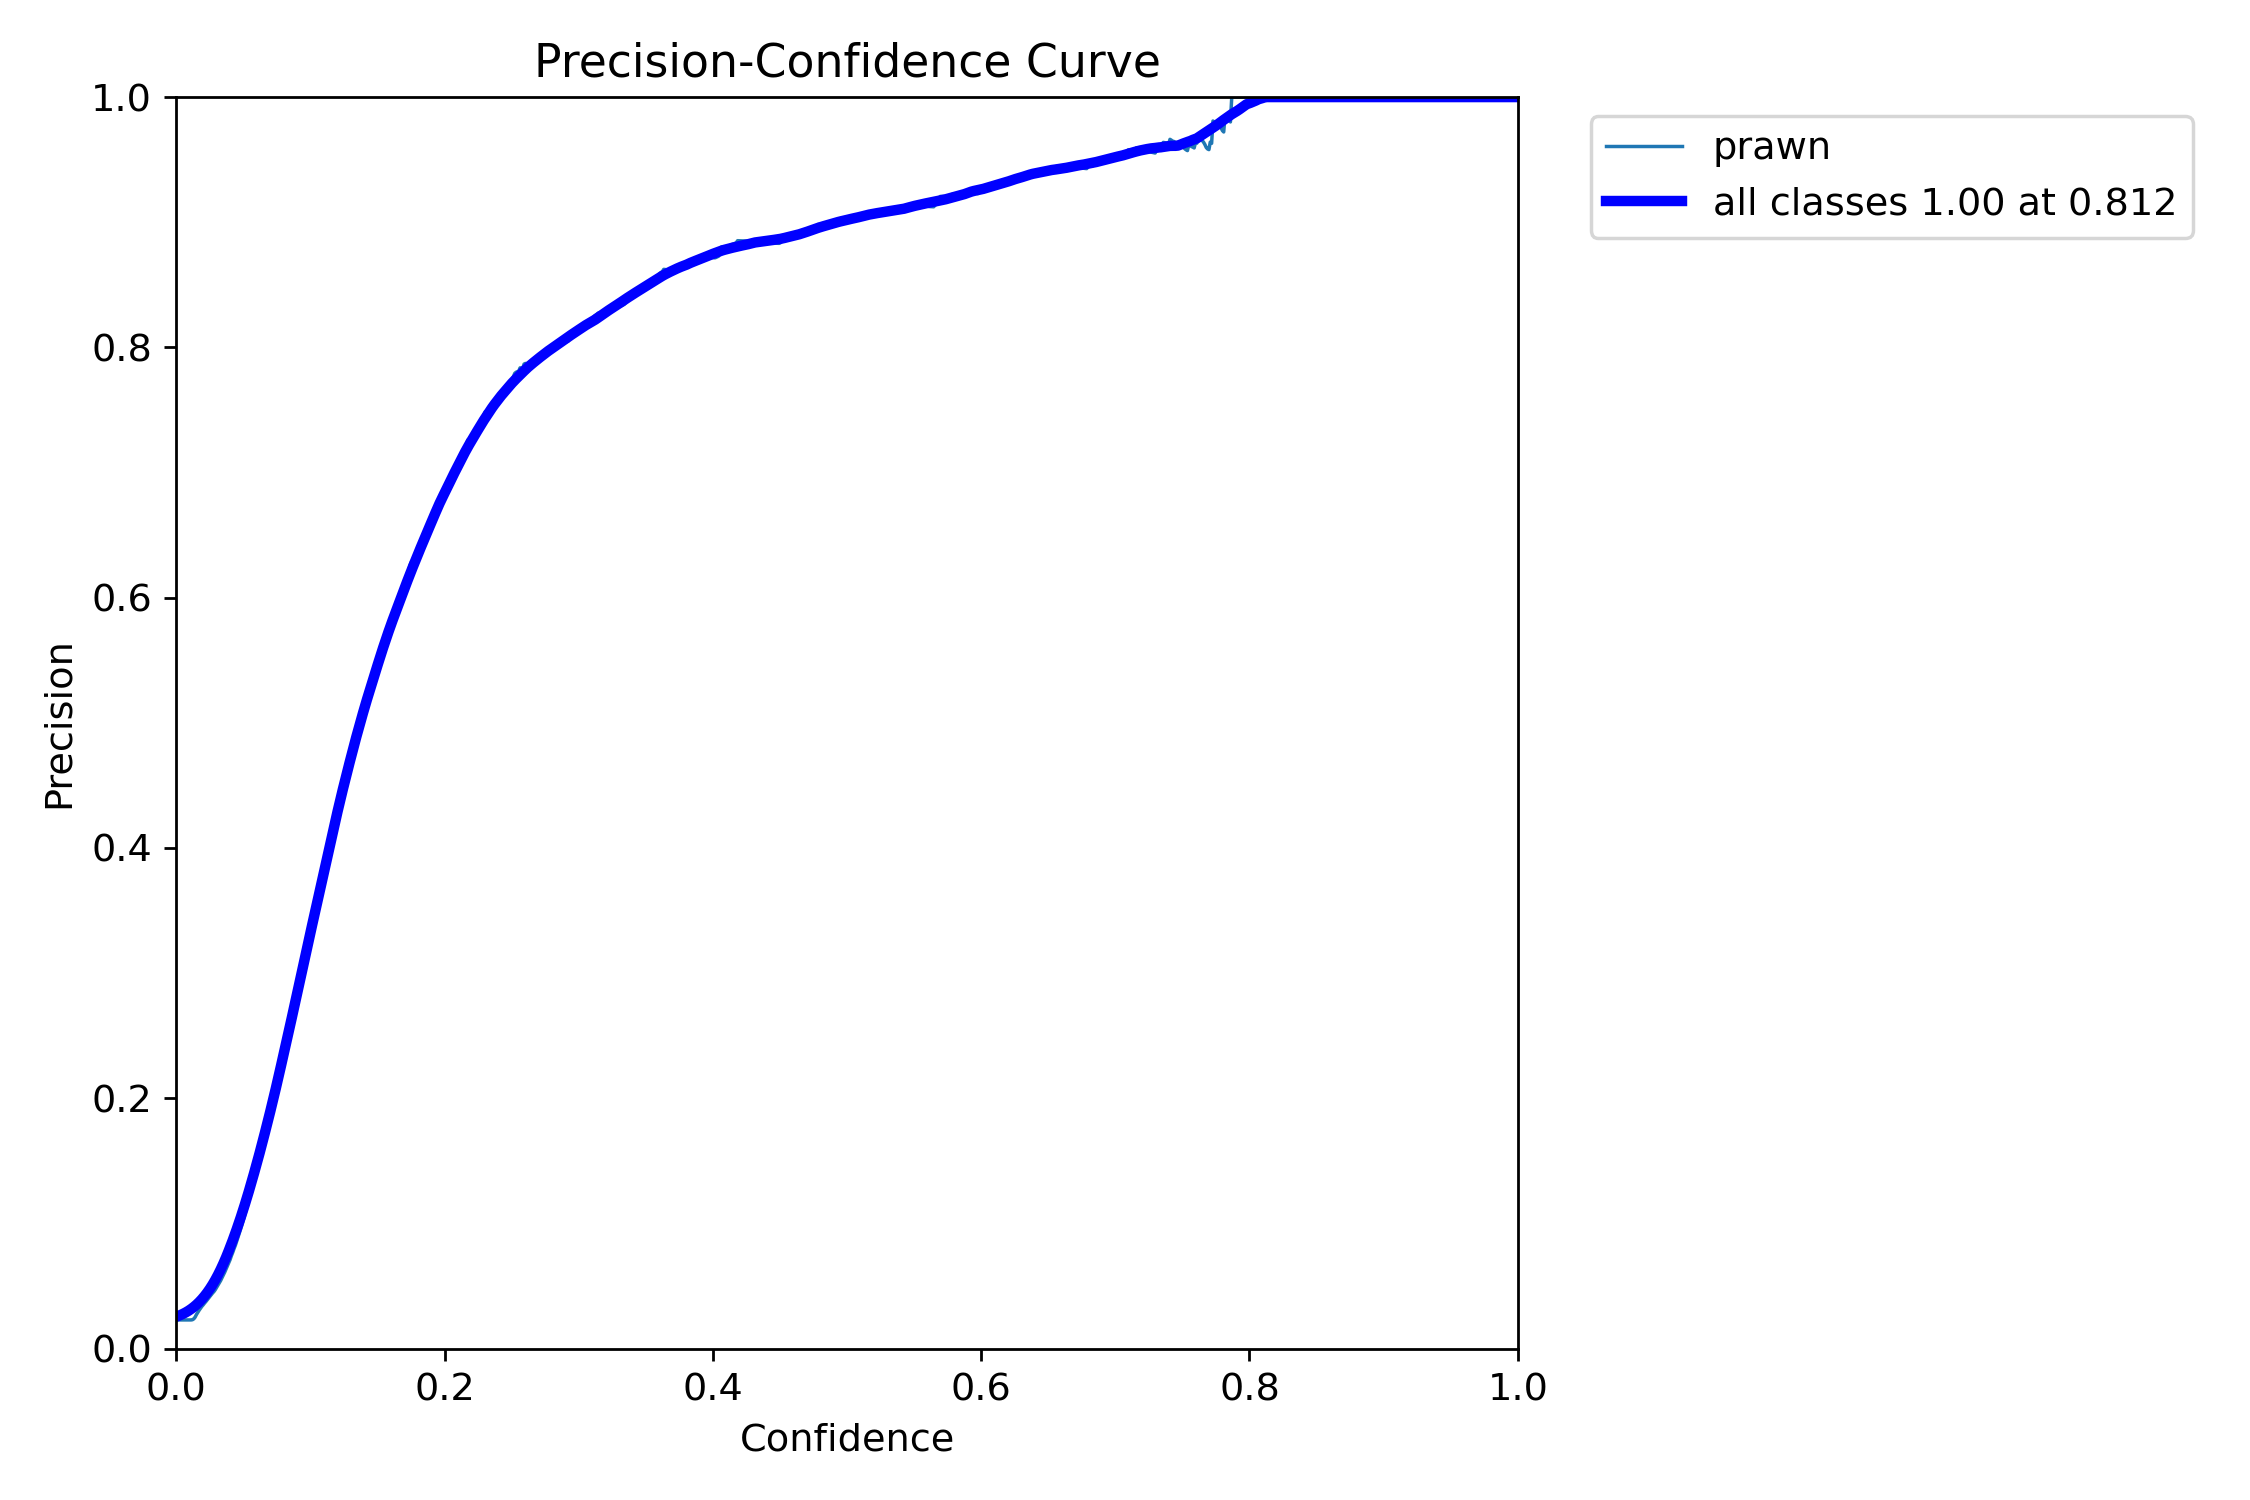 Precision-Confidence Curve
1.0
0.8
0.6
0.4
0.2
0.0
Precision
0.0 0.2 0.4 0.6 0.8 1.0
Confidence
prawn
all classes 1.00 at 0.812